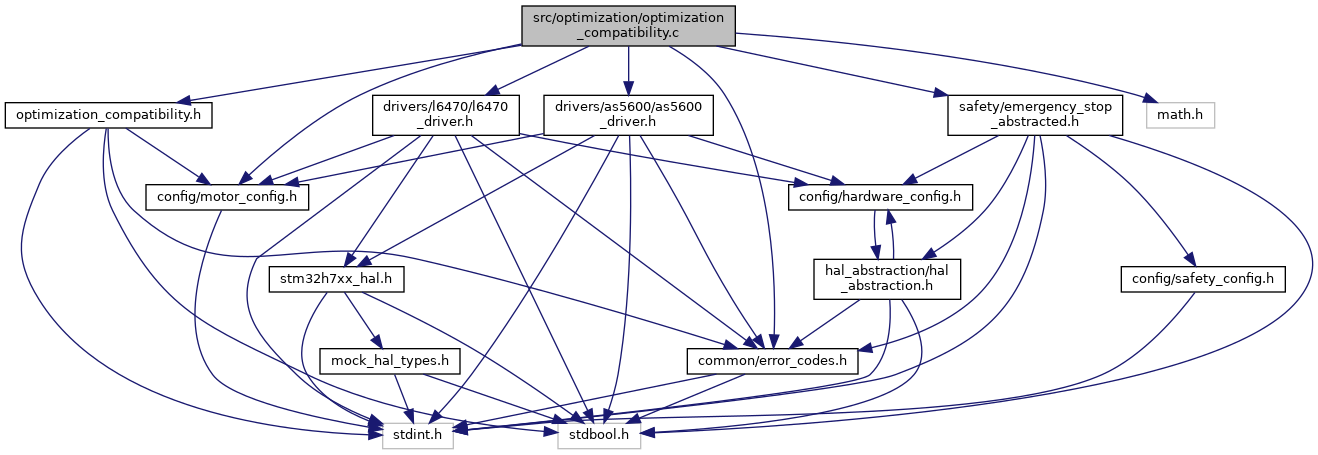 src/optimization/optimization
_compatibility.c
optimization_compatibility.h
drivers/l6470/l6470
_driver.h
drivers/as5600/as5600
_driver.h
safety/emergency_stop
_abstracted.h
math.h
config/motor_config.h
config/hardware_config.h
stm32h7xx_hal.h
hal_abstraction/hal
_abstraction.h
config/safety_config.h
mock_hal_types.h
common/error_codes.h
stdint.h
stdbool.h